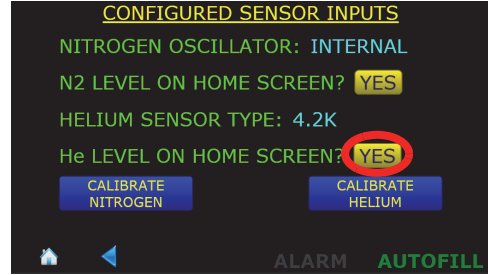 CONFIGURED SENSOR INPUTS
NITROGEN OSCILLATOR: INTERNAL
N2 LEVEL ON HOME SCREEN? YES
HELIUM SENSOR TYPE: 4.2K
He LEVEL ON HOME SCREEN? YES
CALIBRATE NITROGEN
CALIBRATE HELIUM
ALARM AUTOFILL